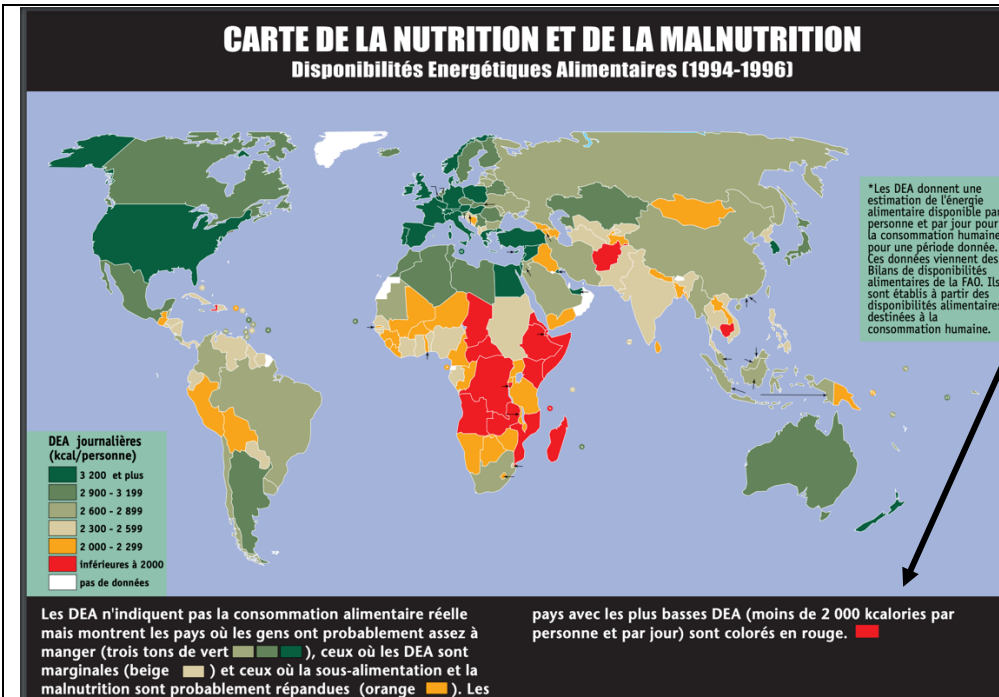 CARTE DE LA NUTRITION ET DE LA MALNUTRITION
Disponibilités Energétiques Alimentaires (1994-1996)
*Les DEA donnent une
estimation de l'énergie
alimentaire disponible par
personne et par jour pour
la consommation humaine
pour une période donnée.
Ces données viennent des
Bilans de disponibilités
alimentaires de la FAO. Ils
sont établis à partir des
disponibilités alimentaires
destinées à la
consommation humaine.
DEA journalières
(kcal/personne)
3 200 et plus
2 900 - 3 199
2 600 - 2 899
2 300 - 2 599
2 000 - 2 299
inférieures à 2000
pas de données
Les DEA n'indiquent pas la consommation alimentaire réelle
mais montrent les pays où les gens ont probablement assez à
manger (trois tons de vert ), ceux où les DEA sont
marginales (beige ) et ceux où la sous-alimentation et la
malnutrition sont probablement répandues (orange ). Les
pays avec les plus basses DEA (moins de 2 000 kcalories par
personne et par jour) sont colorés en rouge.